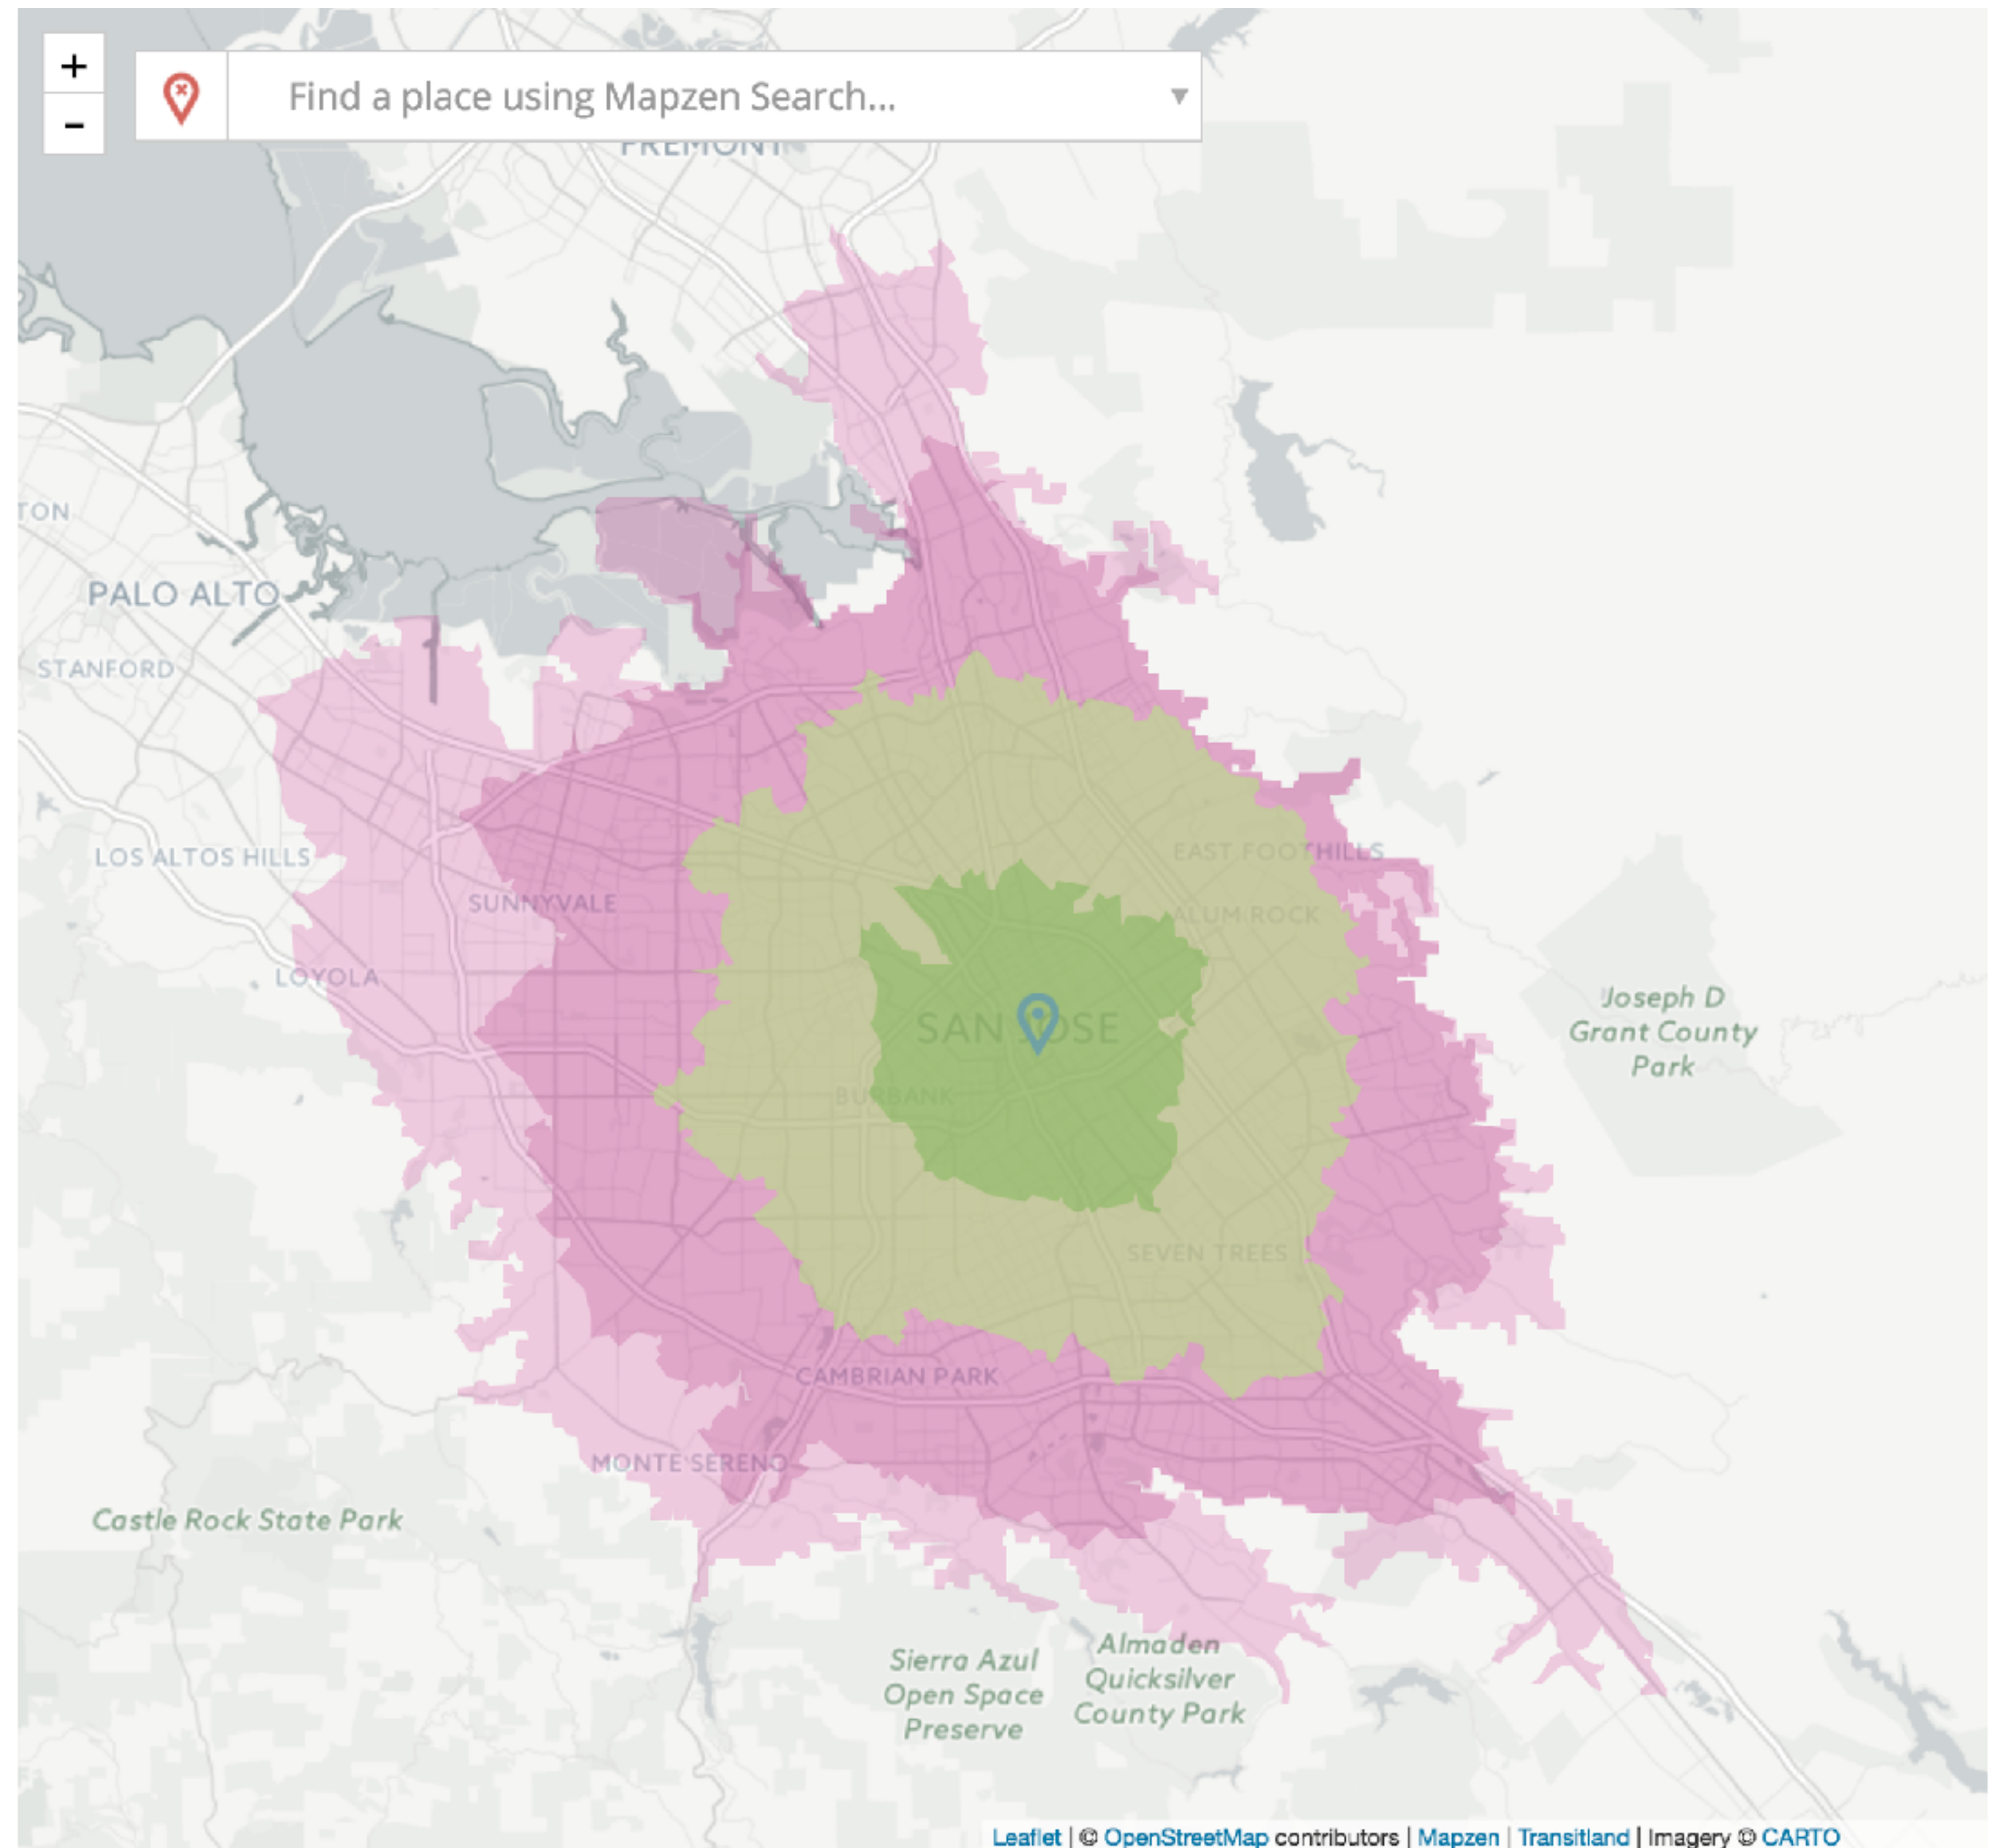 +
Find a place using Mapzen Search...
−
FREMONT
TON
PALO ALTO
STANFORD
LOS ALTOS HILLS
EAST FOOTHILLS
SUNNYVALE
ALUM ROCK
LOYOLA
Joseph D
Grant County
Park
SAN JOSE
BURBANK
SEVEN TREES
CAMBRIAN PARK
MONTE SERENO
Castle Rock State Park
Sierra Azul
Open Space
Preserve
Almaden
Quicksilver
County Park
Leaflet | © OpenStreetMap contributors | Mapzen | Transitland | Imagery © CARTO